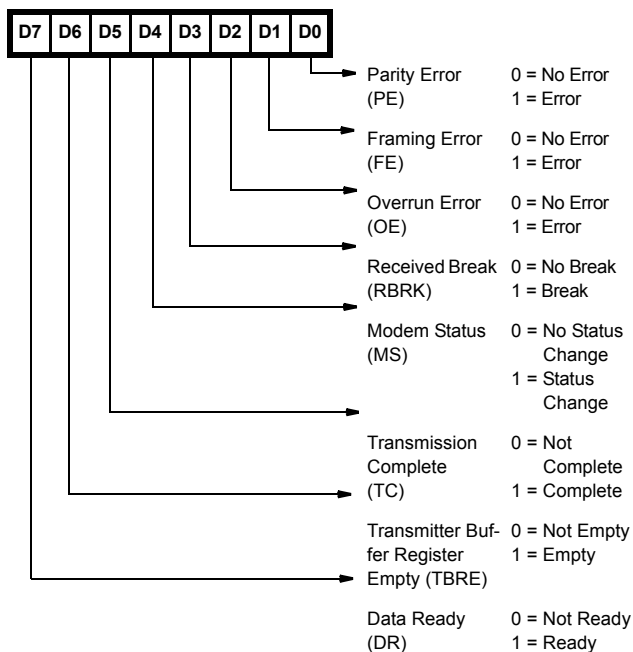 D7 D6 D5 D4 D3 D2 D1 D0
Parity Error 0 = No Error
(PE) 1 = Error
Framing Error 0 = No Error
(FE) 1 = Error
Overrun Error 0 = No Error
(OE) 1 = Error
Received Break 0 = No Break
(RBRK) 1 = Break
Modem Status 0 = No Status
(MS) Change
1 = Status
Change
Transmission 0 = Not
Complete Complete
(TC) 1 = Complete
Transmitter Buf- 0 = Not Empty
fer Register 1 = Empty
Empty (TBRE)
Data Ready 0 = Not Ready
(DR) 1 = Ready